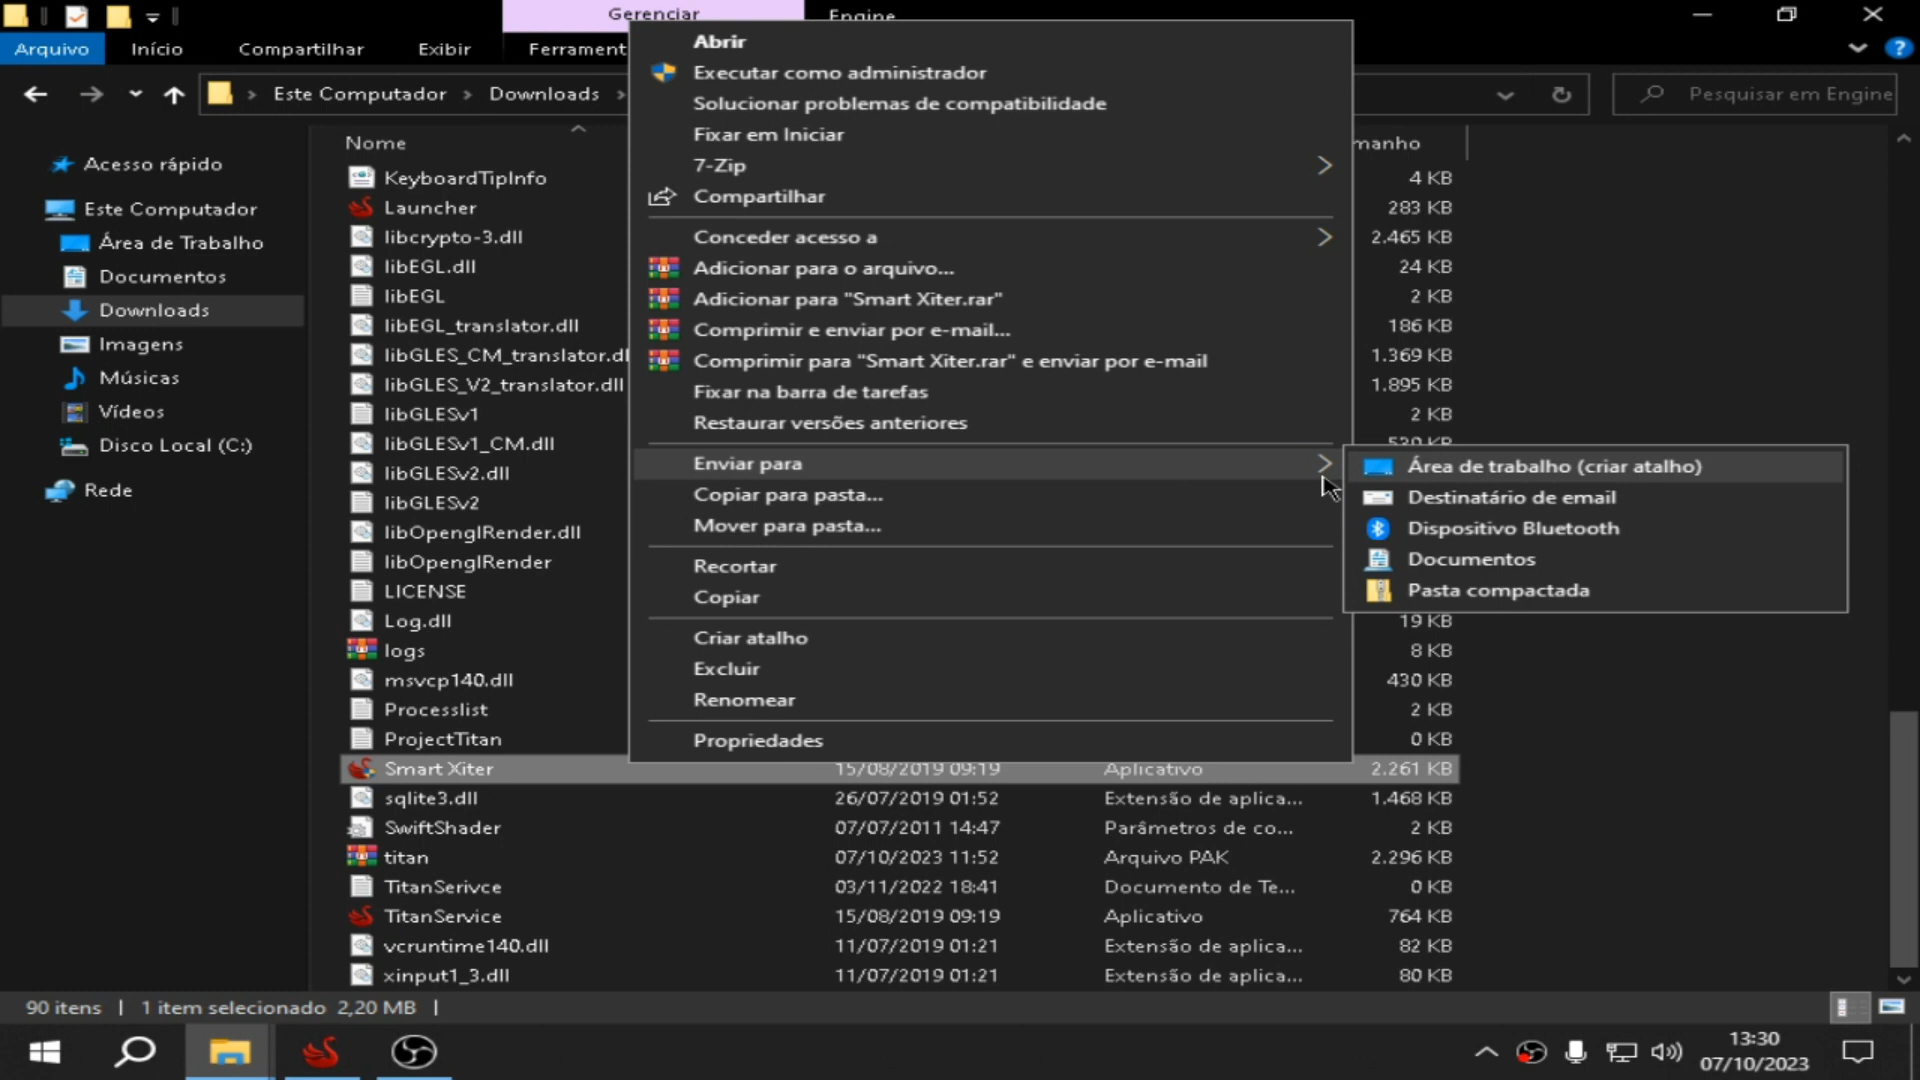 Gerenciar
Engine
Arquivo
Início
Compartilhar
Exibir
Este Computador
Downloads
Pesquisar em Engine
Acesso rápido
Este Computador
Área de Trabalho
Documentos
Downloads
Imagens
Músicas
Vídeos
Disco Local (C:)
Rede
Nome
KeyboardTipInfo 4 KB
Launcher 283 KB
libcrypto-3.dll 2.465 KB
libEGL.dll 24 KB
libEGL 2 KB
libEGL_translator.dll 186 KB
libGLES_CM_translator.dl 1.369 KB
libGLES_V2_translator.dll 1.895 KB
libGLESv1 2 KB
libGLESv1_CM.dll
libGLESv2.dll
libGLESv2
libOpenglRender.dll
libOpenglRender
LICENSE
Log.dll 19 KB
logs 8 KB
msvcp140.dll 430 KB
Processlist 2 KB
ProjectTitan 0 KB
Smart Xiter 15/08/2019 09:19 Aplicativo 2.261 KB
sqlite3.dll 26/07/2019 01:52 Extensão de aplica... 1.468 KB
SwiftShader 07/07/2011 14:47 Parâmetros de co... 2 KB
titan 07/10/2023 11:52 Arquivo PAK 2.296 KB
TitanSerivce 03/11/2022 18:41 Documento de Te... 0 KB
TitanService 15/08/2019 09:19 Aplicativo 764 KB
vcruntime140.dll 11/07/2019 01:21 Extensão de aplica... 82 KB
xinput1_3.dll 11/07/2019 01:21 Extensão de aplica... 80 KB
Abrir
Executar como administrador
Solucionar problemas de compatibilidade
Fixar em Iniciar
7-Zip
Compartilhar
Conceder acesso a
Adicionar para o arquivo...
Adicionar para "Smart Xiter.rar"
Comprimir e enviar por e-mail...
Comprimir para "Smart Xiter.rar" e enviar por e-mail
Fixar na barra de tarefas
Restaurar versões anteriores
Enviar para
Copiar para pasta...
Mover para pasta...
Recortar
Copiar
Criar atalho
Excluir
Renomear
Propriedades
Área de trabalho (criar atalho)
Destinatário de email
Dispositivo Bluetooth
Documentos
Pasta compactada
90 itens
1 item selecionado 2,20 MB
13:30
07/10/2023